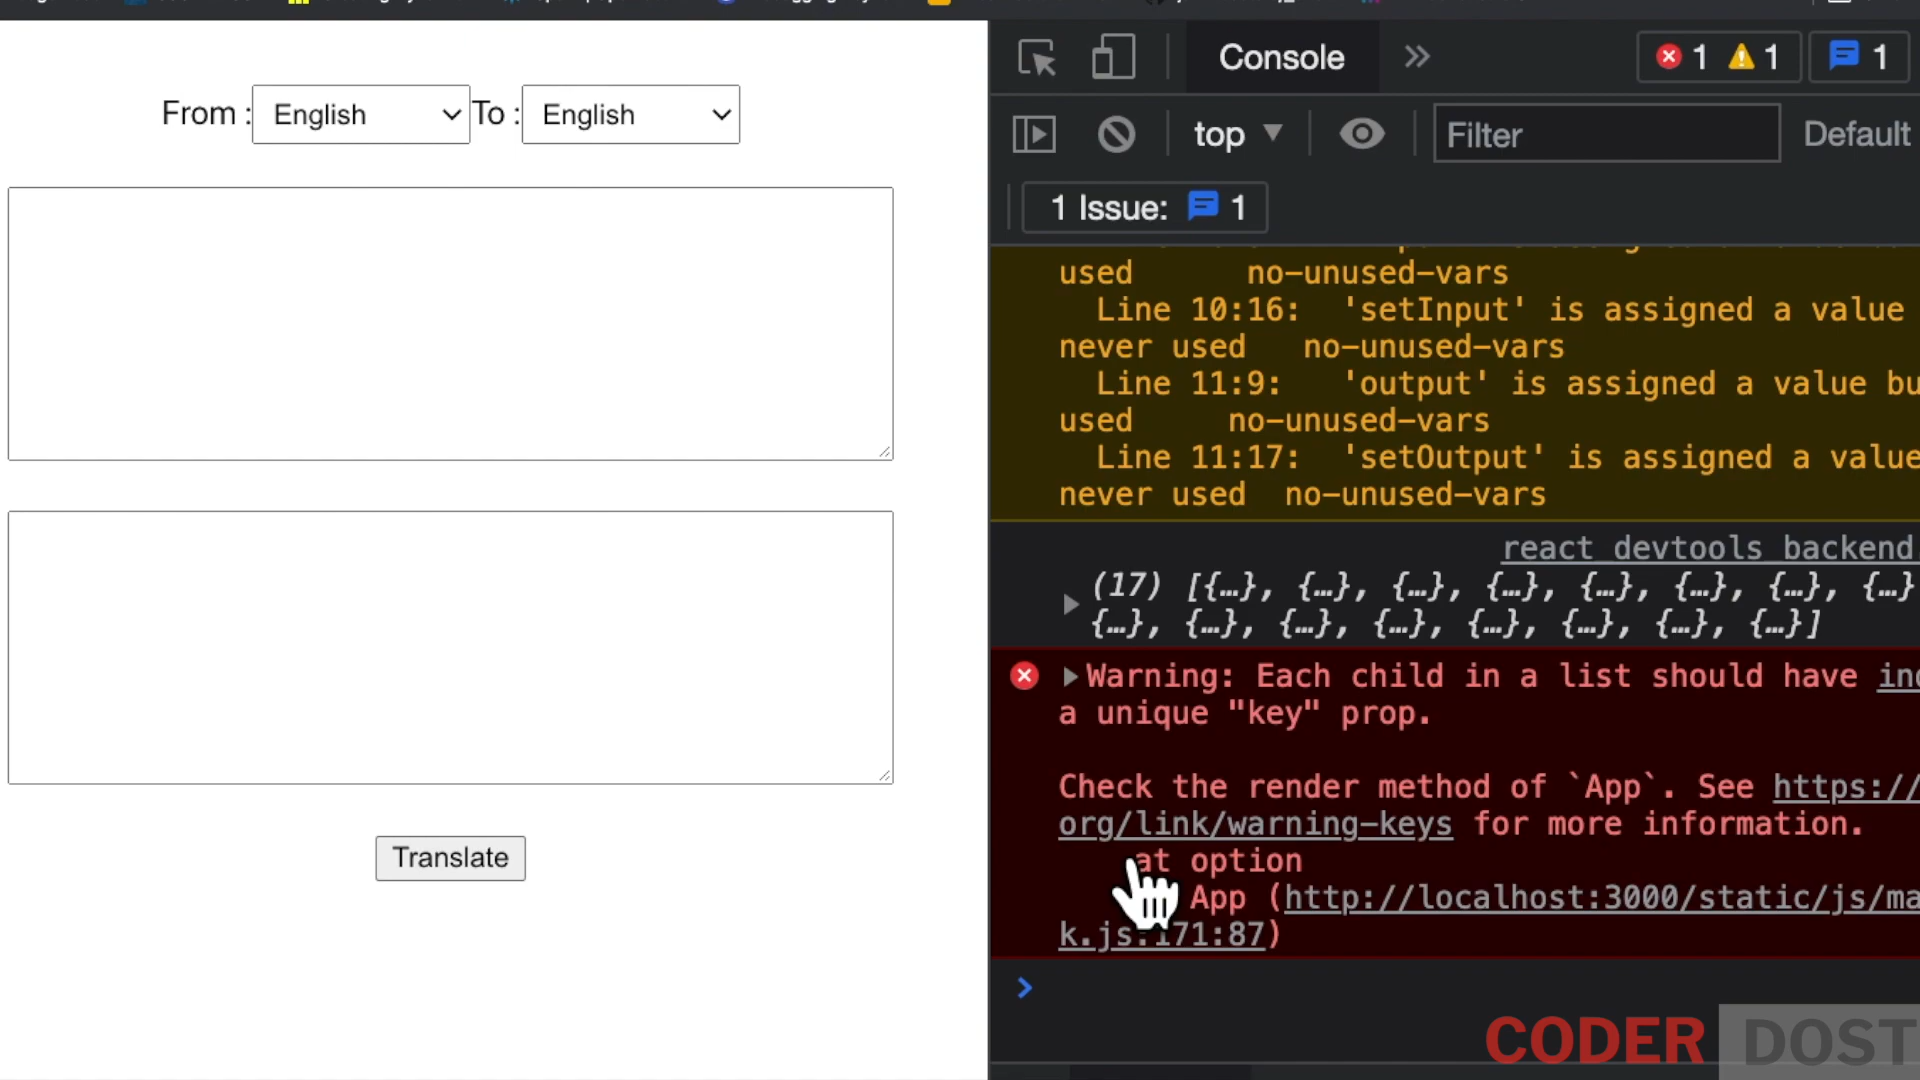 From : English To : English
Translate
Console 1 1 1
top Filter Default
1 Issue: 1
used no-unused-vars
Line 10:16: 'setInput' is assigned a value
never used no-unused-vars
Line 11:9: 'output' is assigned a value bu
used no-unused-vars
Line 11:17: 'setOutput' is assigned a value
never used no-unused-vars
react devtools backend
(17) [{…}, {…}, {…}, {…}, {…}, {…}, {…}, {…}
{…}, {…}, {…}, {…}, {…}, {…}, {…}, {…}]
Warning: Each child in a list should have
a unique "key" prop.
Check the render method of `App`. See https://
org/link/warning-keys for more information.
at option
App (http://localhost:3000/static/js/ma
k.js:171:87)
CODER DOST